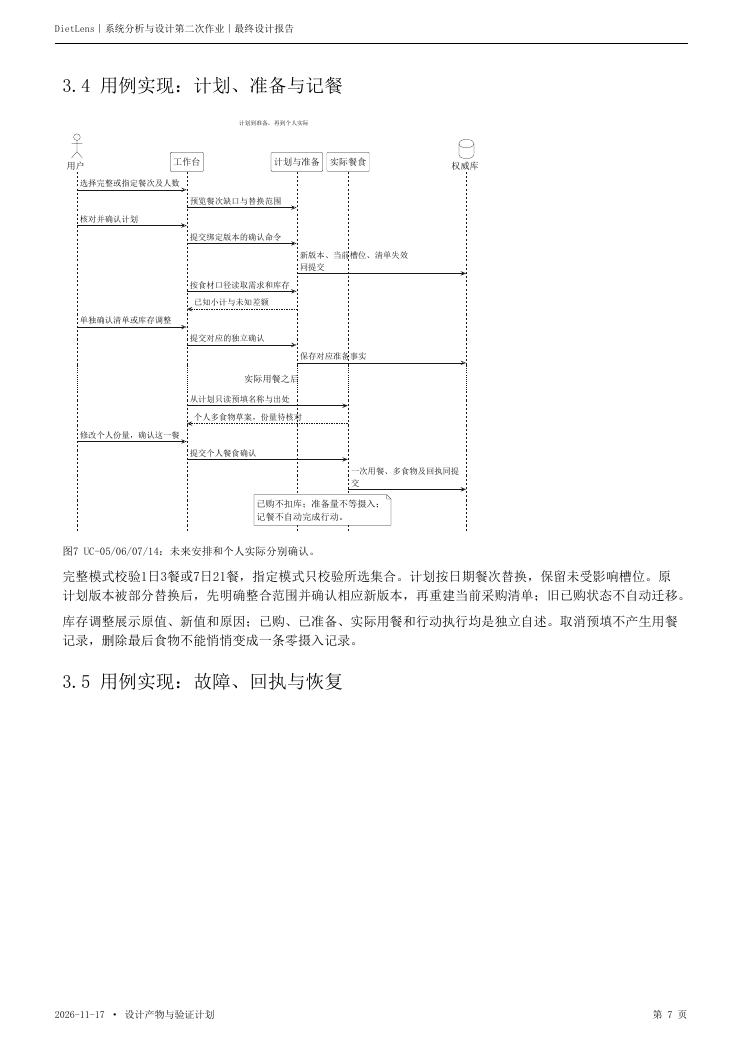 DietLens | 系统分析与设计第二次作业 | 最终设计报告
3.4 用例实现：计划、准备与记餐
计划到准备，再到个人实际
用户
工作台
计划与准备
实际餐食
权威库
选择完整或指定餐次及人数
预览餐次缺口与替换范围
核对并确认计划
提交绑定版本的确认命令
新版本、当前槽位、清单失效
同提交
按食材口径读取需求和库存
已知小计与未知差额
单独确认清单或库存调整
提交对应的独立确认
保存对应准备事实
实际用餐之后
从计划只读预填名称与出处
个人多食物草案，份量待核对
修改个人份量，确认这一餐
提交个人餐食确认
一次用餐、多食物及回执同提
交
已购不扣库；准备量不等摄入；
记餐不自动完成行动。
图7 UC-05/06/07/14：未来安排和个人实际分别确认。
完整模式校验1日3餐或7日21餐，指定模式只校验所选集合。计划按日期餐次替换，保留未受影响槽位。原
计划版本被部分替换后，先明确整合范围并确认相应新版本，再重建当前采购清单；旧已购状态不自动迁移。
库存调整展示原值、新值和原因；已购、已准备、实际用餐和行动执行均是独立自述。取消预填不产生用餐
记录，删除最后食物不能悄悄变成一条零摄入记录。
3.5 用例实现：故障、回执与恢复
2026-11-17 • 设计产物与验证计划
第 7 页